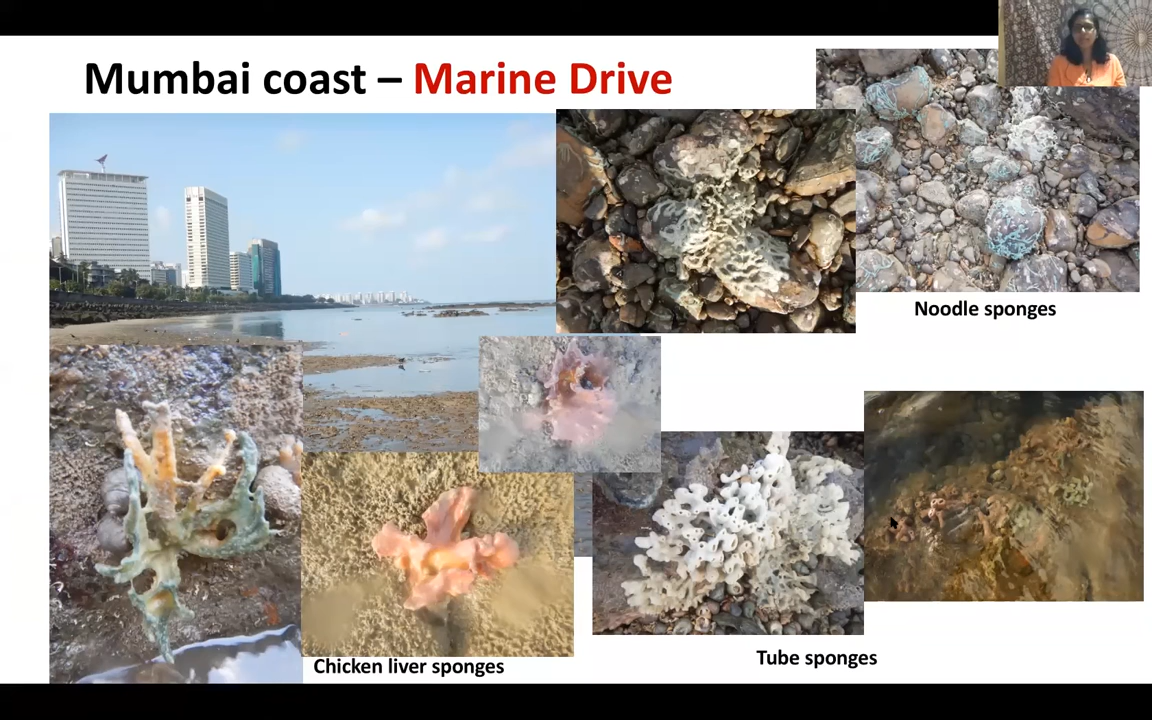 Mumbai coast – Marine Drive
Noodle sponges
Chicken liver sponges
Tube sponges